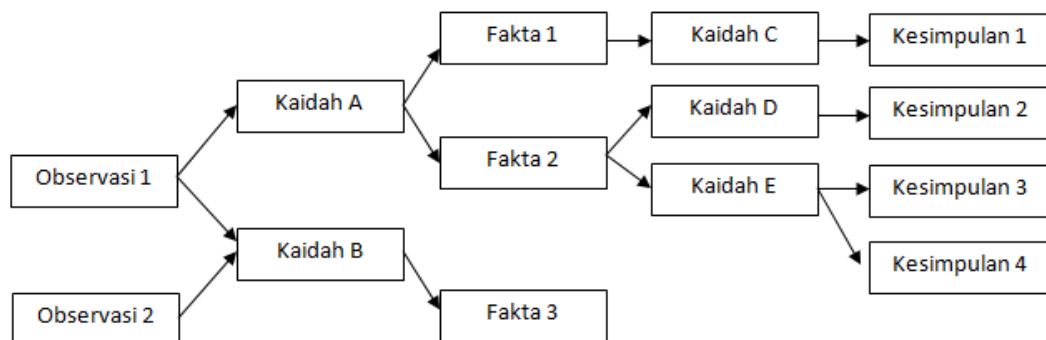 Fakta 1
Kaidah C
Kesimpulan 1
Kaidah A
Kaidah D
Kesimpulan 2
Observasi 1
Fakta 2
Kaidah E
Kesimpulan 3
Kaidah B
Kesimpulan 4
Observasi 2
Fakta 3